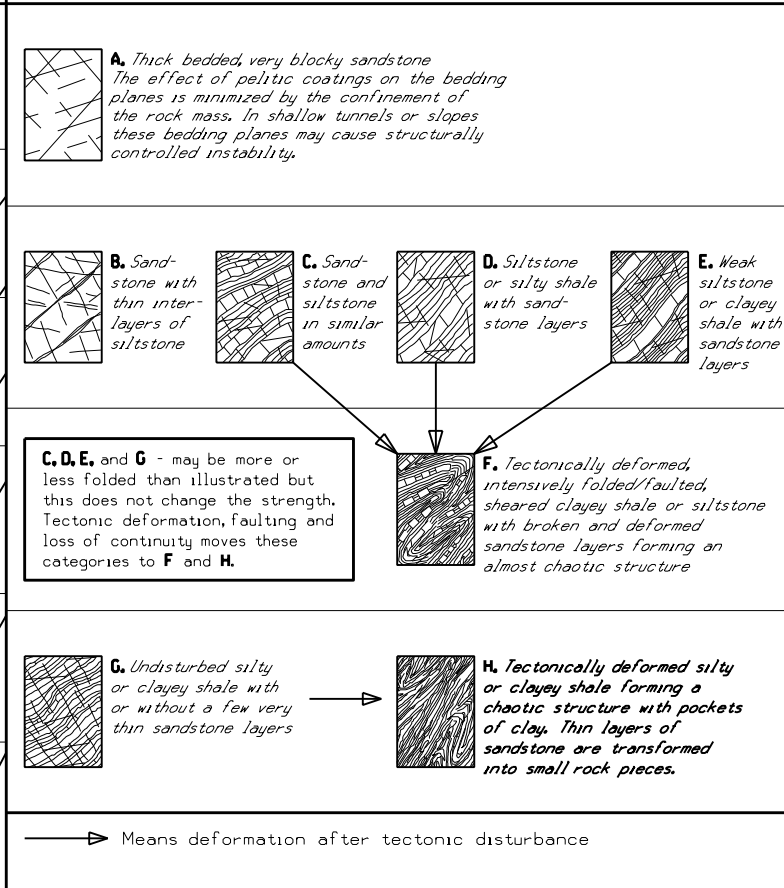 A. Thick bedded, very blocky sandstone
The effect of pelitic coatings on the bedding
planes is minimized by the confinement of
the rock mass. In shallow tunnels or slopes
these bedding planes may cause structurally
controlled instability.
B. Sand-
stone with
thin inter-
layers of
siltstone
C. Sand-
stone and
siltstone
in similar
amounts
D. Siltstone
or silty shale
with sand-
stone layers
E. Weak
siltstone
or clayey
shale with
sandstone
layers
C, D, E, and G - may be more or
less folded than illustrated but
this does not change the strength.
Tectonic deformation, faulting and
loss of continuity moves these
categories to F and H.
F. Tectonically deformed,
intensively folded/faulted,
sheared clayey shale or siltstone
with broken and deformed
sandstone layers forming an
almost chaotic structure
G. Undisturbed silty
or clayey shale with
or without a few very
thin sandstone layers
H. Tectonically deformed silty
or clayey shale forming a
chaotic structure with pockets
of clay. Thin layers of
sandstone are transformed
into small rock pieces.
Means deformation after tectonic disturbance